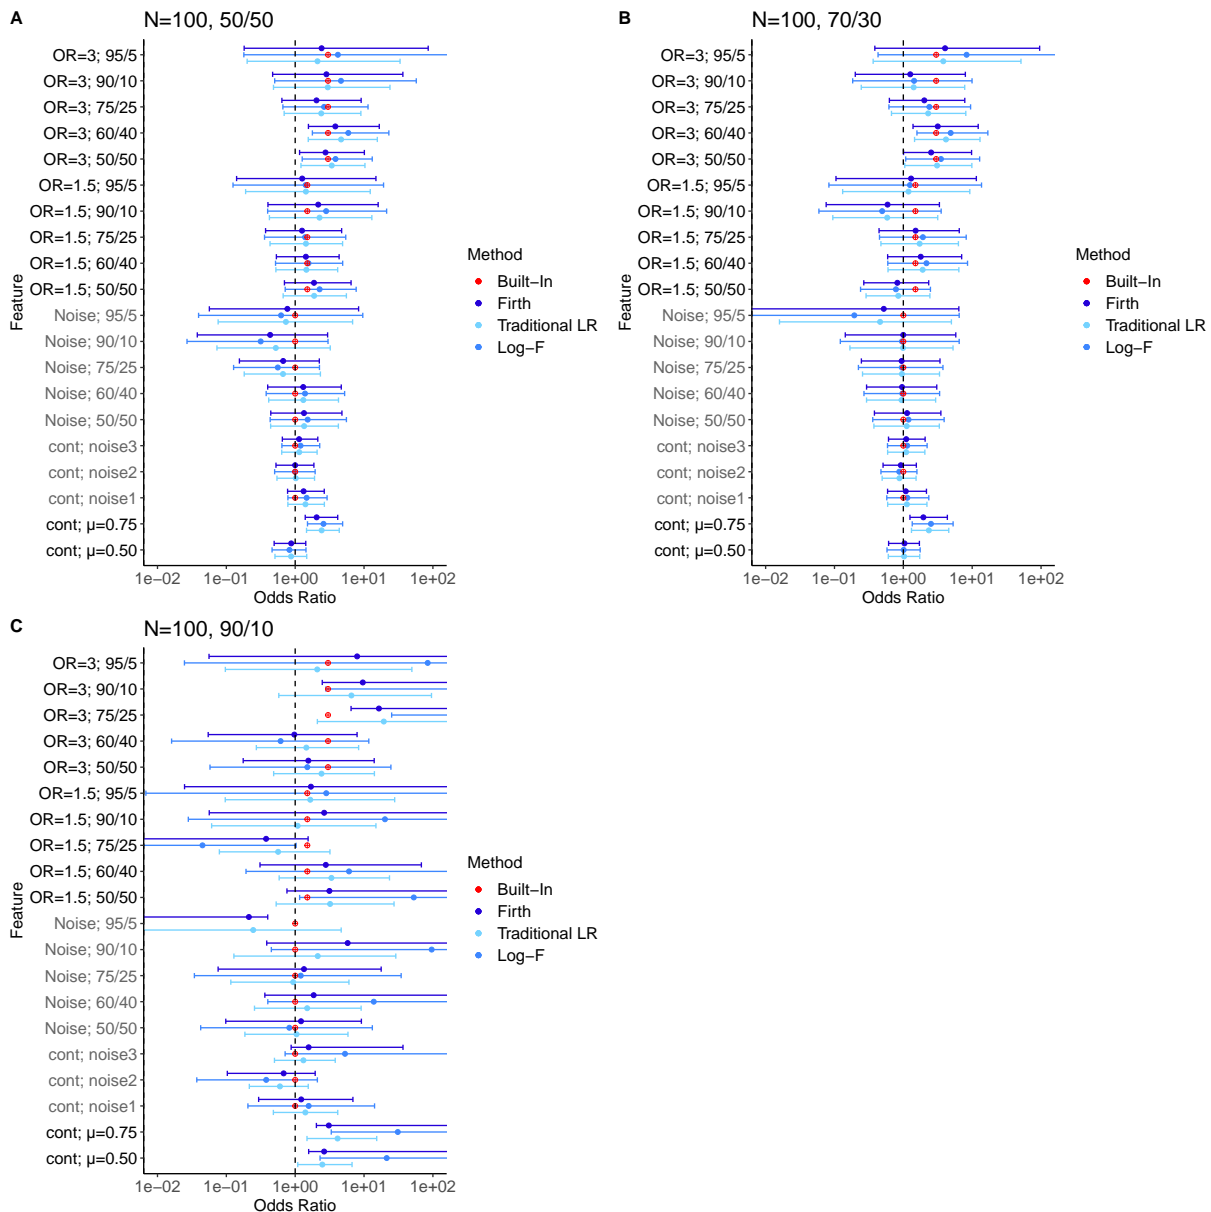 A
N=100, 50/50
OR=3; 95/5
OR=3; 90/10
OR=3; 75/25
OR=3; 60/40
OR=3; 50/50
OR=1.5; 95/5
OR=1.5; 90/10
OR=1.5; 75/25
OR=1.5; 60/40
OR=1.5; 50/50
Noise; 95/5
Noise; 90/10
Noise; 75/25
Noise; 60/40
Noise; 50/50
cont; noise3
cont; noise2
cont; noise1
cont; µ=0.75
cont; µ=0.50
Feature
1e−02 1e−01 1e+00 1e+01 1e+02
Odds Ratio
Method
Built−In
Firth
Traditional LR
Log−F
B
N=100, 70/30
OR=3; 95/5
OR=3; 90/10
OR=3; 75/25
OR=3; 60/40
OR=3; 50/50
OR=1.5; 95/5
OR=1.5; 90/10
OR=1.5; 75/25
OR=1.5; 60/40
OR=1.5; 50/50
Noise; 95/5
Noise; 90/10
Noise; 75/25
Noise; 60/40
Noise; 50/50
cont; noise3
cont; noise2
cont; noise1
cont; µ=0.75
cont; µ=0.50
Feature
1e−02 1e−01 1e+00 1e+01 1e+02
Odds Ratio
Method
Built−In
Firth
Traditional LR
Log−F
C
N=100, 90/10
OR=3; 95/5
OR=3; 90/10
OR=3; 75/25
OR=3; 60/40
OR=3; 50/50
OR=1.5; 95/5
OR=1.5; 90/10
OR=1.5; 75/25
OR=1.5; 60/40
OR=1.5; 50/50
Noise; 95/5
Noise; 90/10
Noise; 75/25
Noise; 60/40
Noise; 50/50
cont; noise3
cont; noise2
cont; noise1
cont; µ=0.75
cont; µ=0.50
Feature
1e−02 1e−01 1e+00 1e+01 1e+02
Odds Ratio
Method
Built−In
Firth
Traditional LR
Log−F